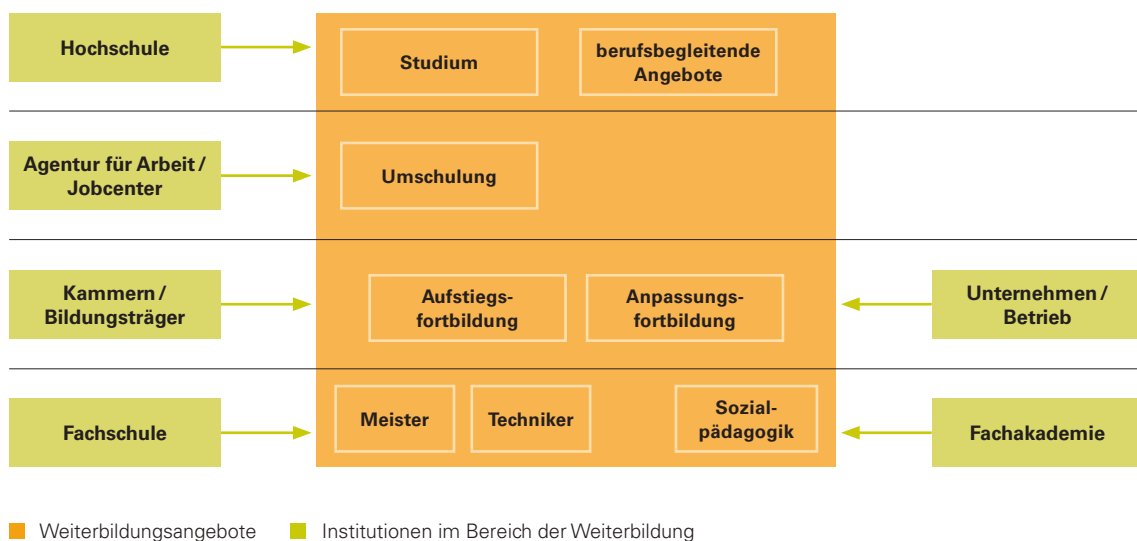 Hochschule
Studium
berufsbegleitende
Angebote
Agentur für Arbeit /
Jobcenter
Umschulung
Kammern /
Bildungsträger
Aufstiegs-
fortbildung
Anpassungs-
fortbildung
Unternehmen /
Betrieb
Fachschule
Meister
Techniker
Sozial-
pädagogik
Fachakademie
Weiterbildungsangebote
Institutionen im Bereich der Weiterbildung